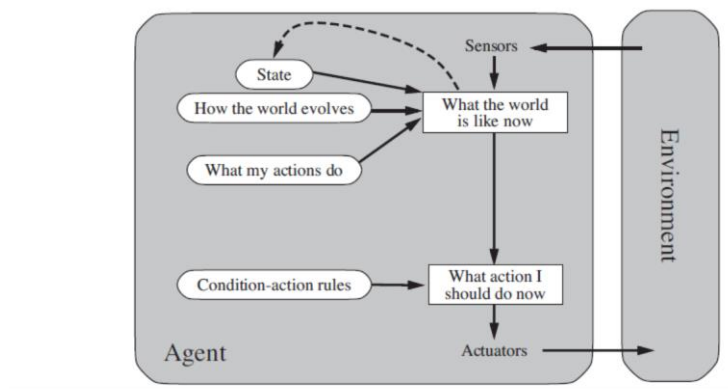 Sensors
State
How the world evolves
What the world
is like now
What my actions do
Environment
Condition-action rules
What action I
should do now
Agent
Actuators